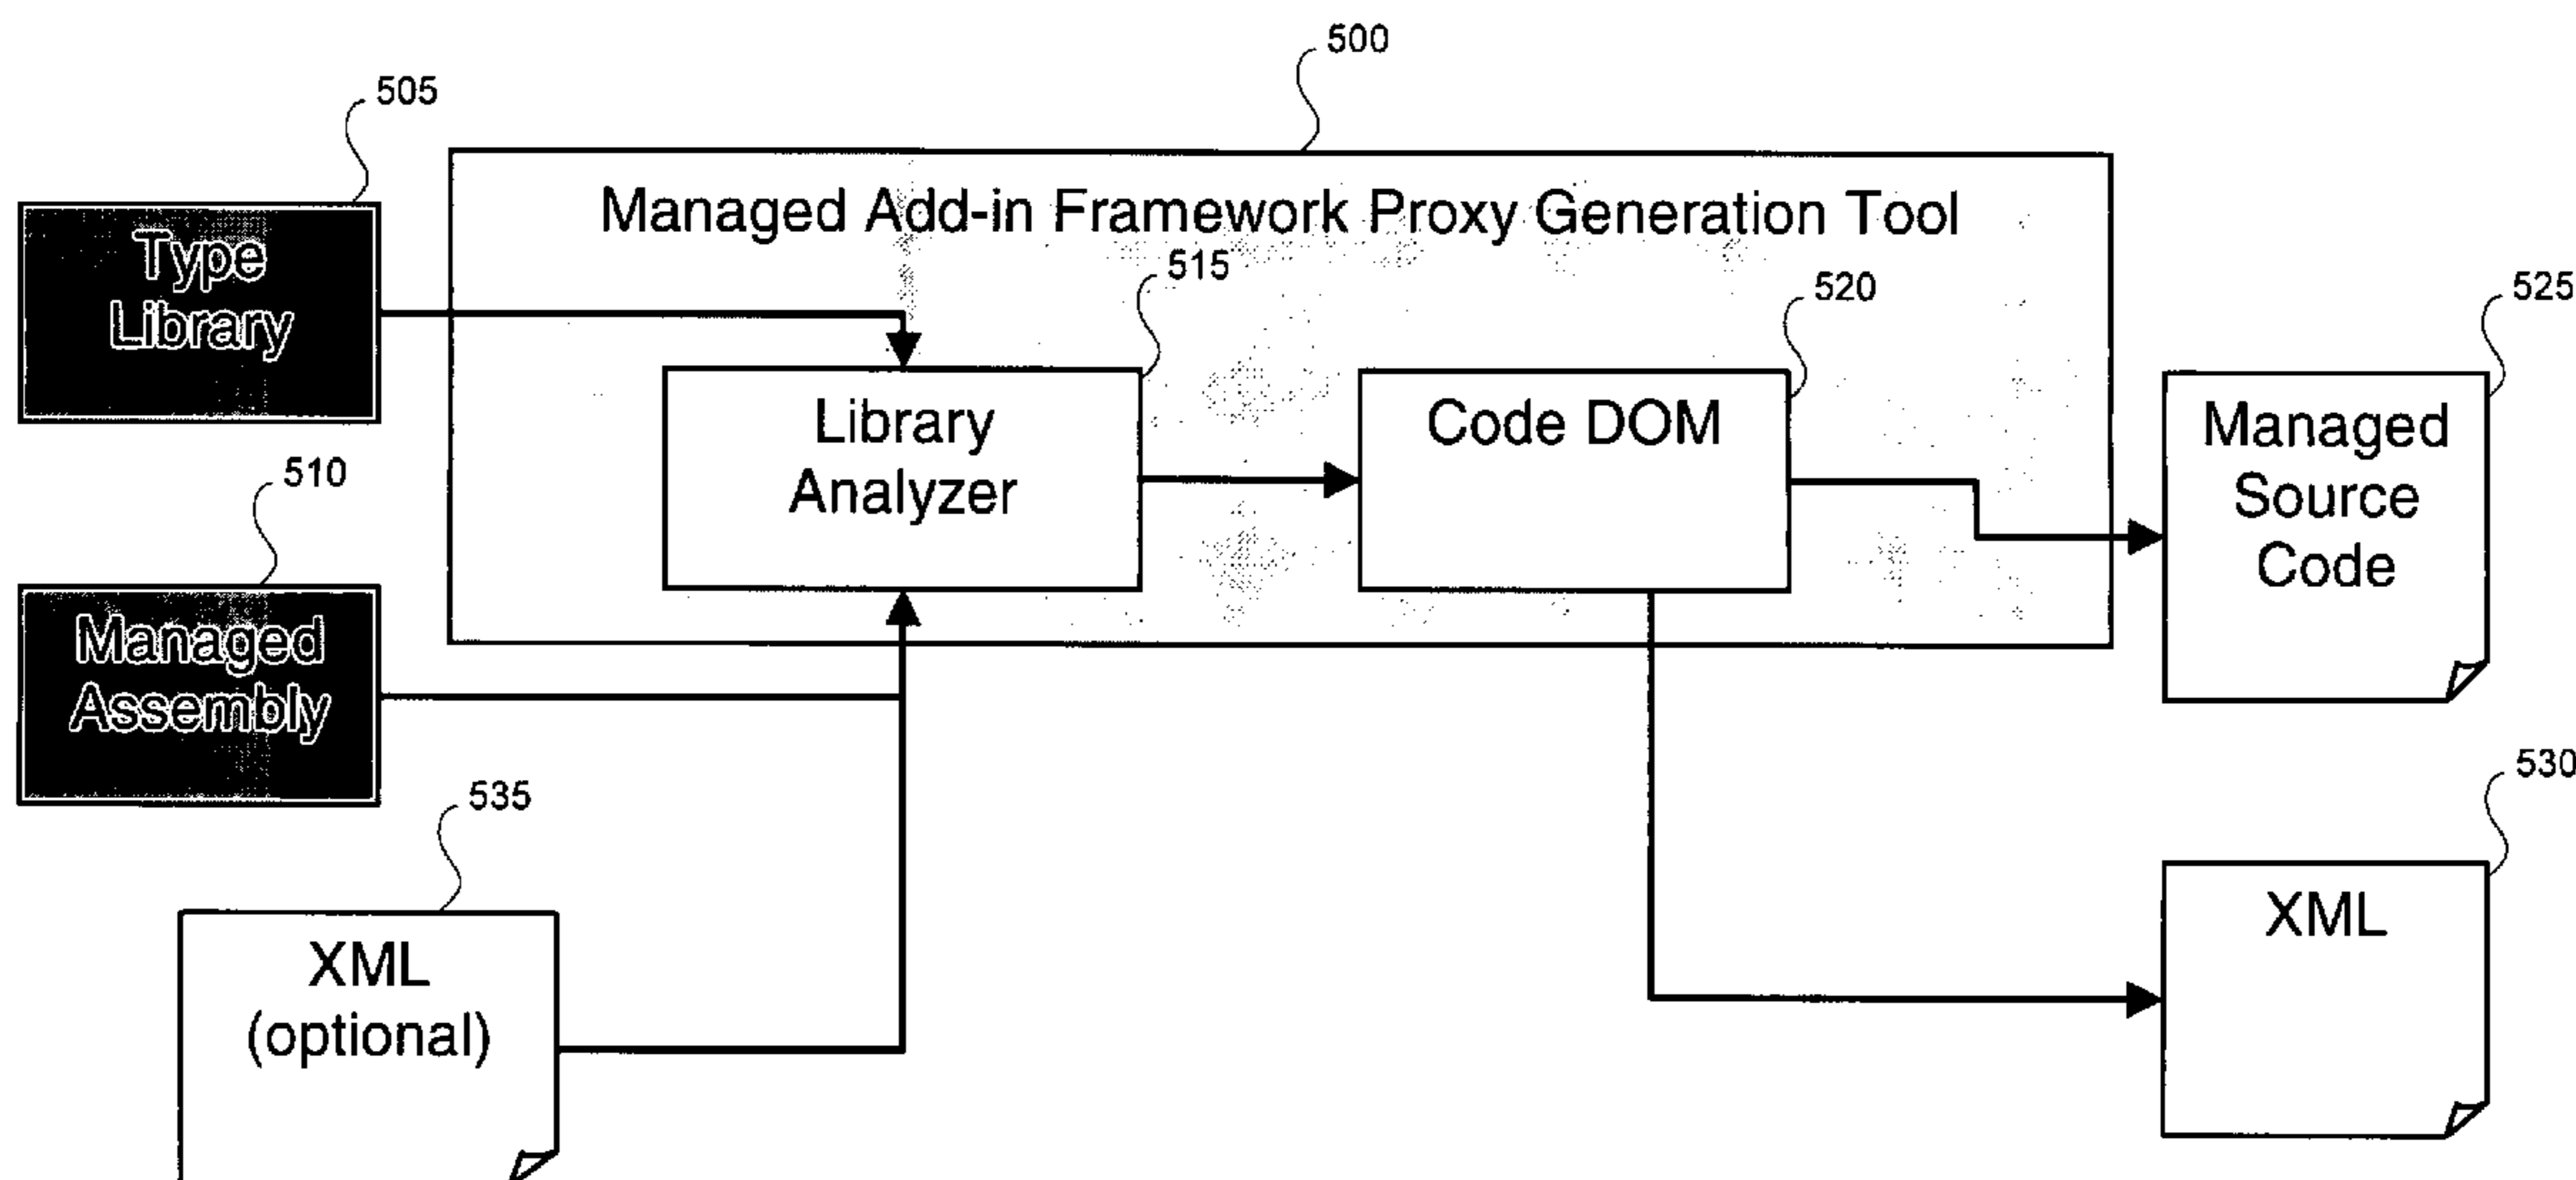 500
505
Managed Add-in Framework Proxy Generation Tool
Type
Library
515
520
525
Library
Analyzer
Code DOM
Managed
Source
Code
510
Managed
Assembly
535
530
XML
(optional)
XML